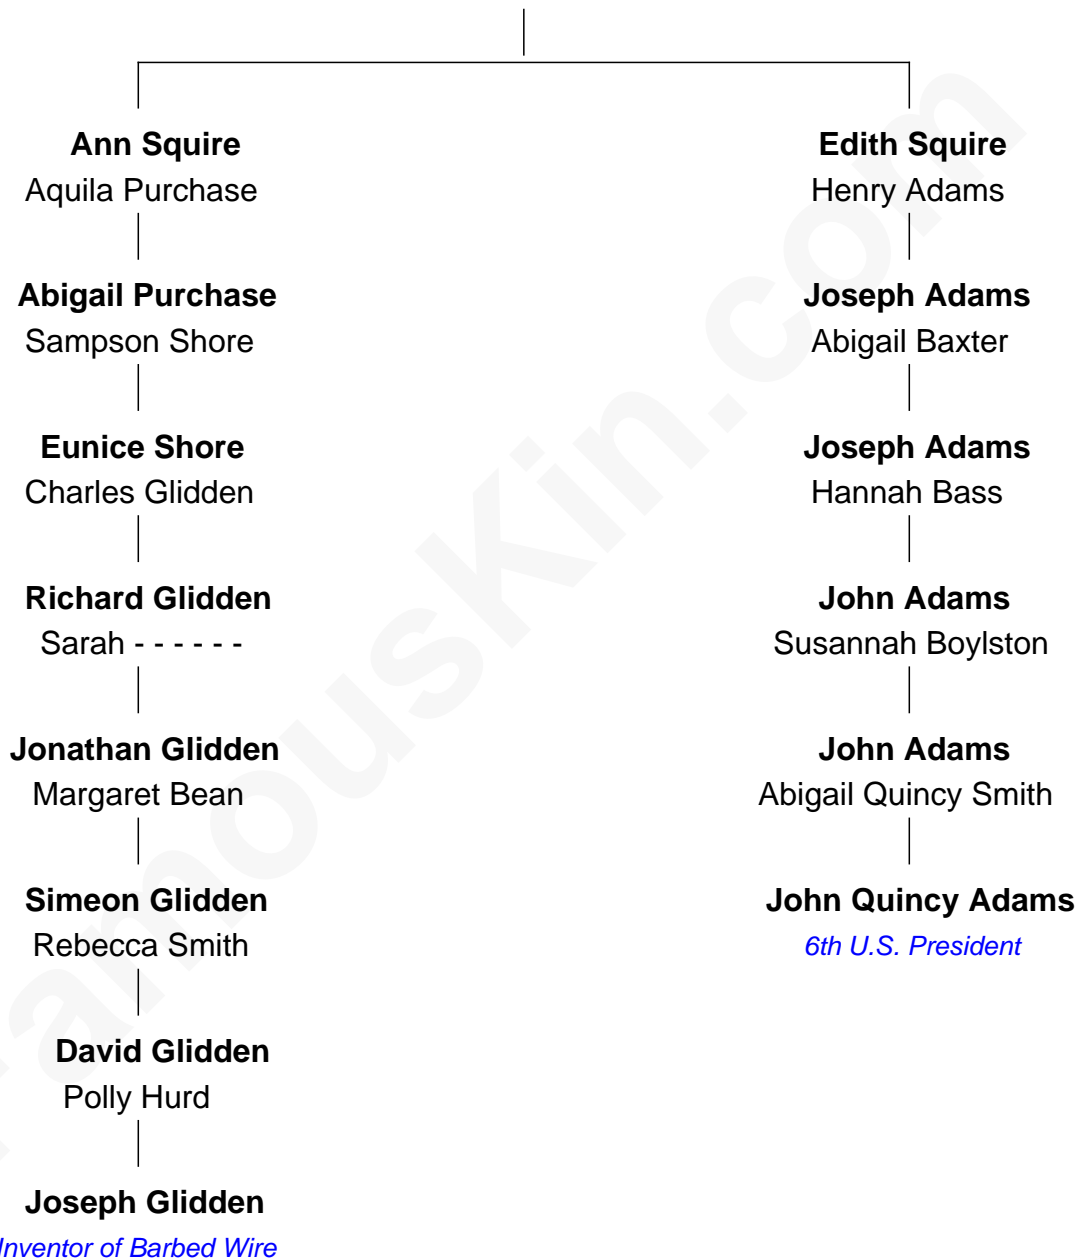 Ann Squire
Aquila Purchase
Abigail Purchase
Sampson Shore
Eunice Shore
Charles Glidden
Richard Glidden
Sarah - - - - - -
Jonathan Glidden
Margaret Bean
Simeon Glidden
Rebecca Smith
David Glidden
Polly Hurd
Joseph Glidden
Inventor of Barbed Wire
Edith Squire
Henry Adams
Joseph Adams
Abigail Baxter
Joseph Adams
Hannah Bass
John Adams
Susannah Boylston
John Adams
Abigail Quincy Smith
John Quincy Adams
6th U.S. President
FamousKin.com